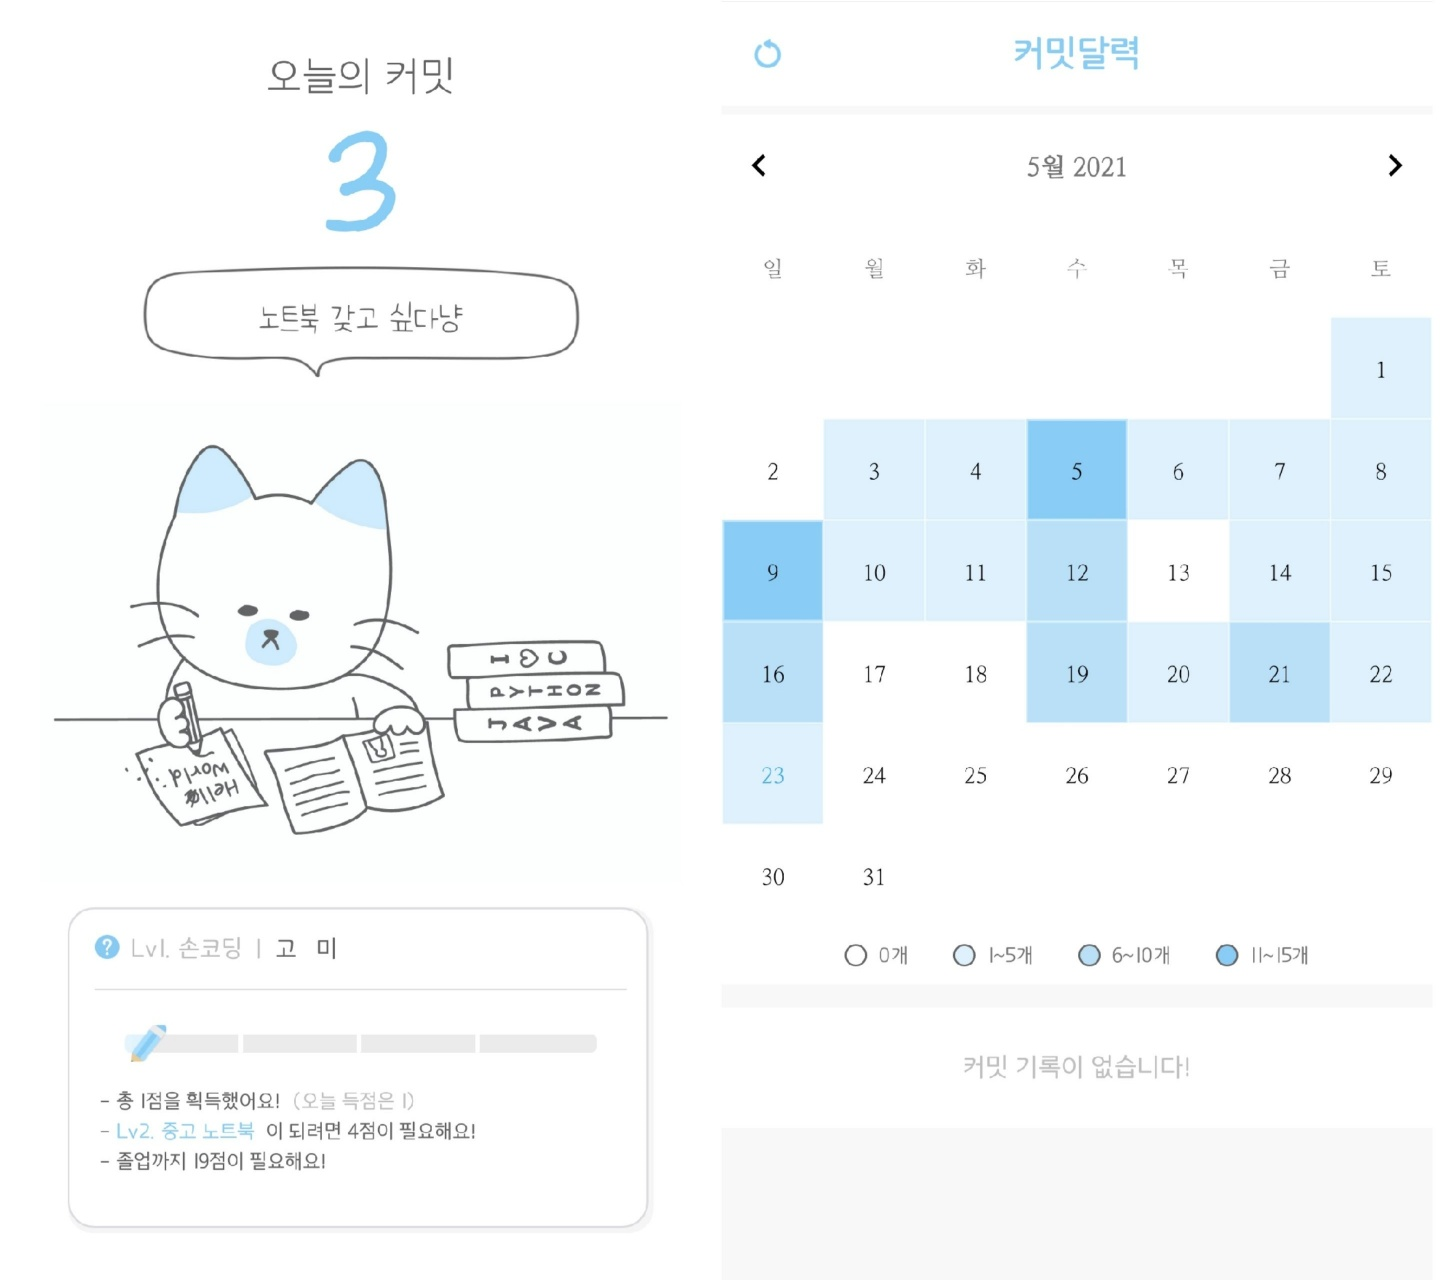 오늘의 커밋
3
노트북 갖고 싶다냥
I ♡ C
PYTHON
JAVA
Hello
World
? Lv1. 손코딩 | 고 미
- 총 1점을 획득했어요! (오늘 득점은 1)
- Lv2. 중고 노트북 이 되려면 4점이 필요해요!
- 졸업까지 19점이 필요해요!
커밋달력
5월 2021
일 월 화 수 목 금 토
1
2 3 4 5 6 7 8
9 10 11 12 13 14 15
16 17 18 19 20 21 22
23 24 25 26 27 28 29
30 31
0개 1~5개 6~10개 11~15개
커밋 기록이 없습니다!